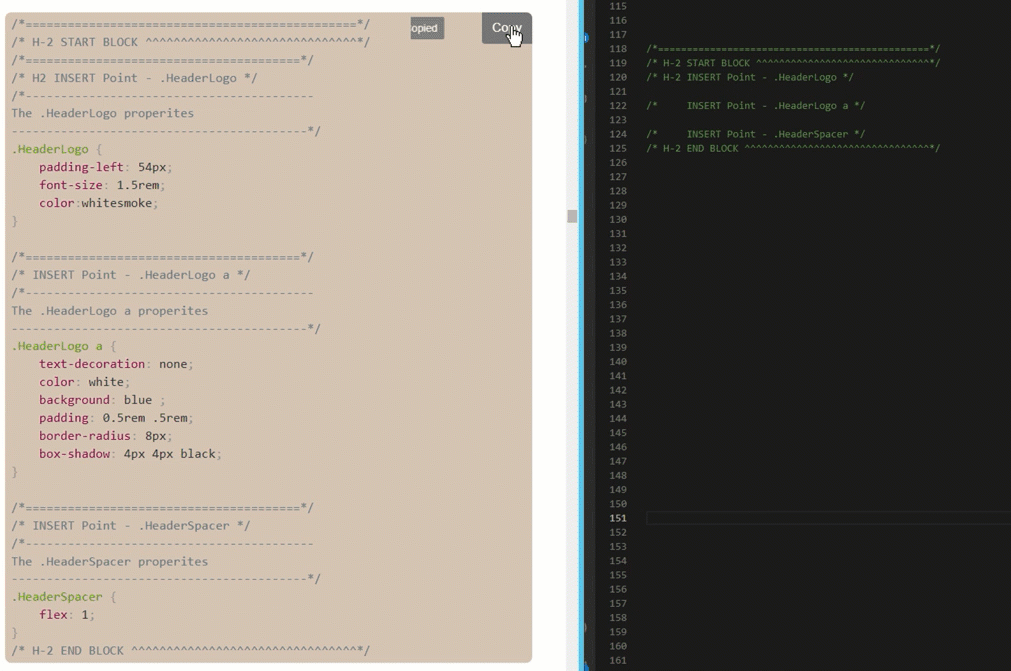 /*==============================================*/
/* H-2 START BLOCK ^^^^^^^^^^^^^^^^^^^^^^^^^^^^^^*/
/*======================================*/
/* H2 INSERT Point - .HeaderLogo */
/*----------------------------------------
The .HeaderLogo properites
-----------------------------------------*/
.HeaderLogo {
    padding-left: 54px;
    font-size: 1.5rem;
    color:whitesmoke;
}
/*======================================*/
/* INSERT Point - .HeaderLogo a */
/*----------------------------------------
The .HeaderLogo a properites
-----------------------------------------*/
.HeaderLogo a {
    text-decoration: none;
    color: white;
    background: blue ;
    padding: 0.5rem .5rem;
    border-radius: 8px;
    box-shadow: 4px 4px black;
}
/*======================================*/
/* INSERT Point - .HeaderSpacer */
/*----------------------------------------
The .HeaderSpacer properites
-----------------------------------------*/
.HeaderSpacer {
    flex: 1;
}
/* H-2 END BLOCK ^^^^^^^^^^^^^^^^^^^^^^^^^^^^^^^^*/
opied
Copy
115
116
117
118 /*===============================================*/
119 /* H-2 START BLOCK ^^^^^^^^^^^^^^^^^^^^^^^^^^^^^^*/
120 /* H-2 INSERT Point - .HeaderLogo */
121
122 /*     INSERT Point - .HeaderLogo a */
123
124 /*     INSERT Point - .HeaderSpacer */
125 /* H-2 END BLOCK ^^^^^^^^^^^^^^^^^^^^^^^^^^^^^^^^*/
126
127
128
129
130
131
132
133
134
135
136
137
138
139
140
141
142
143
144
145
146
147
148
149
150
151
152
153
154
155
156
157
158
159
160
161